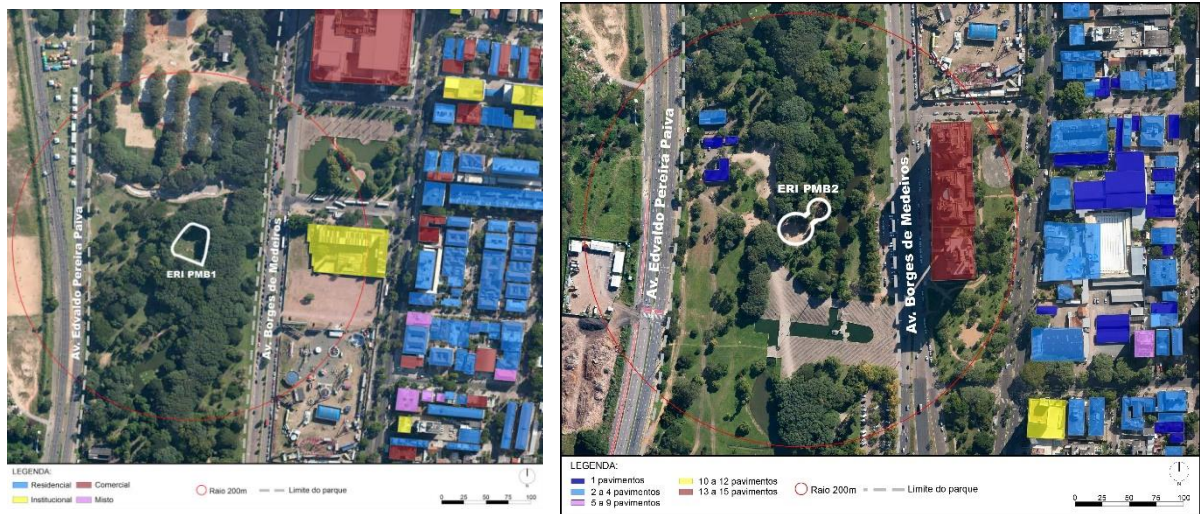 Av. Edvaldo Pereira Paiva
Av. Borges de Medeiros
ERI PMB1
LEGENDA:
Residencial
Comercial
Institucional
Misto
Raio 200m
Limite do parque
N
0 25 50 75 100
Av. Edvaldo Pereira Paiva
Av. Borges de Medeiros
ERI PMB2
LEGENDA:
1 pavimentos
10 a 12 pavimentos
2 a 4 pavimentos
13 a 15 pavimentos
5 a 9 pavimentos
Raio 200m
Limite do parque
N
0 25 50 75 100